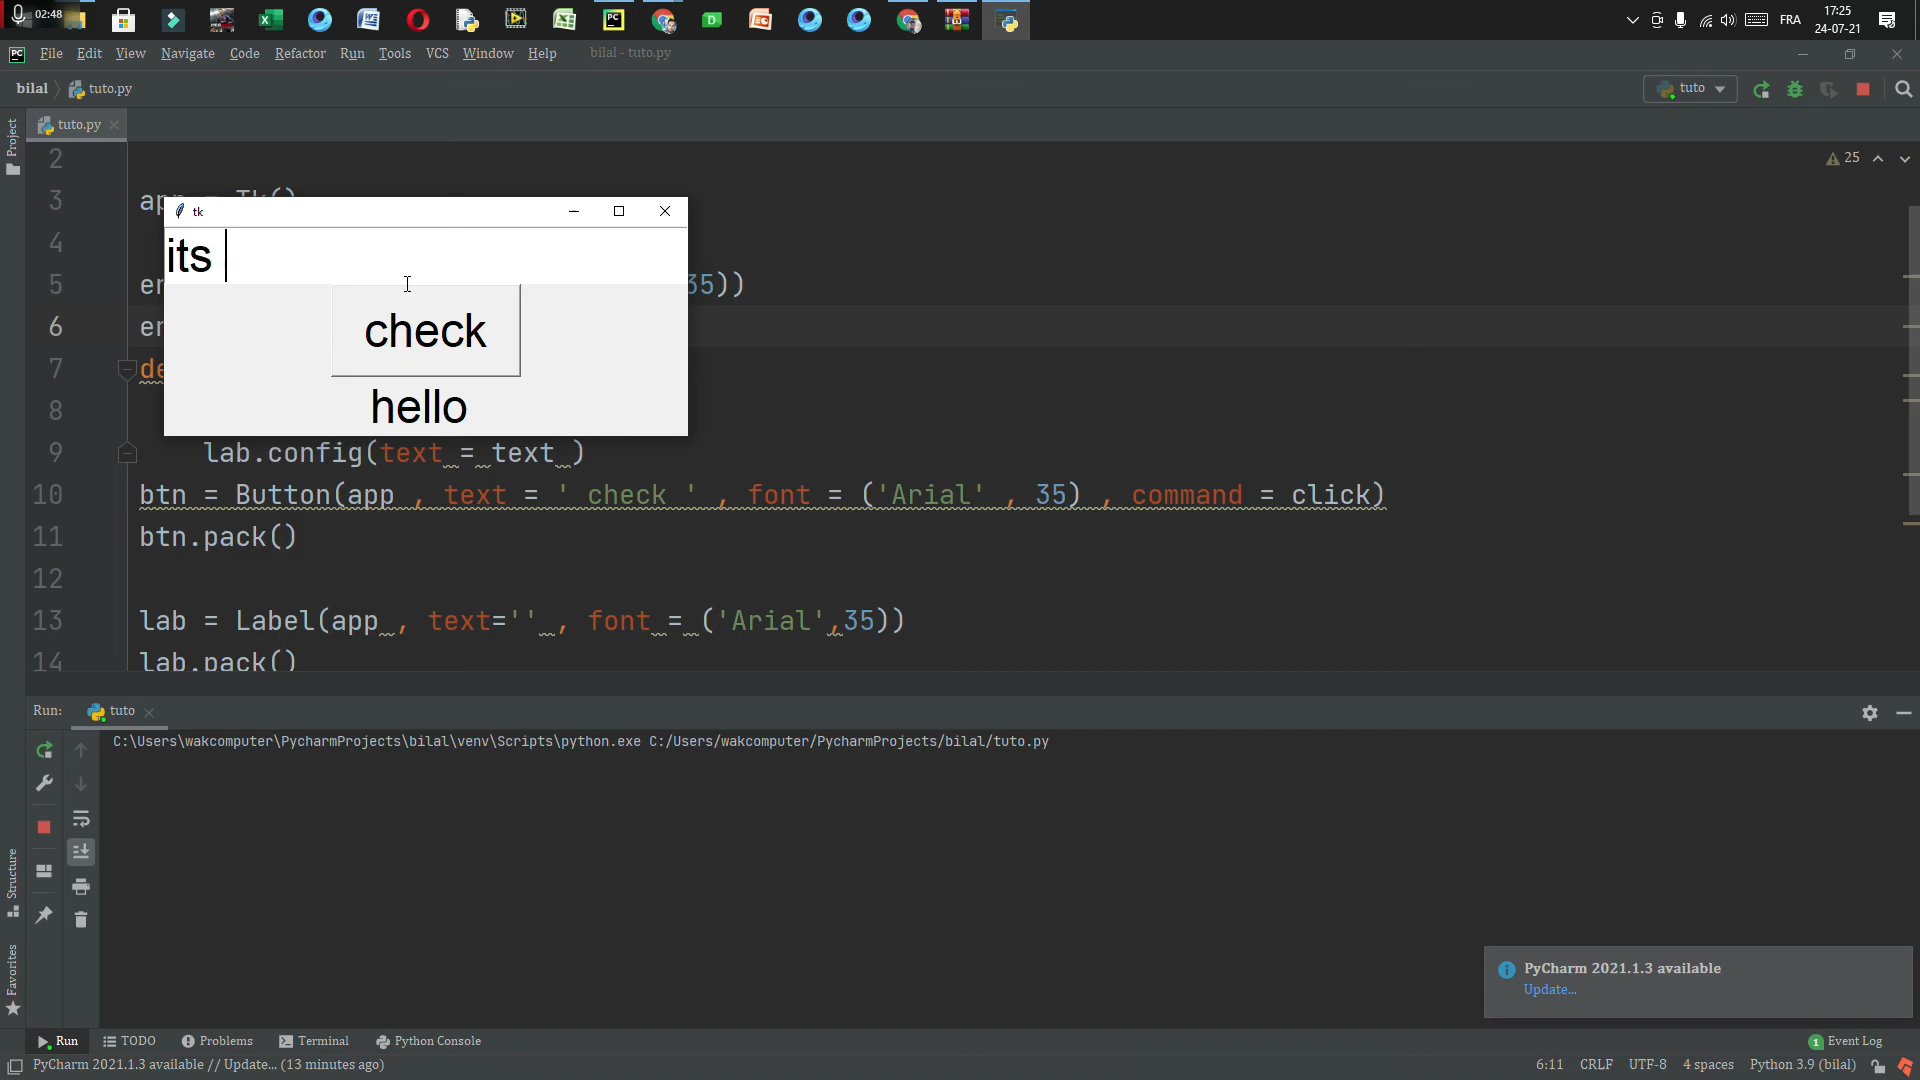 02:48
FRA
17:25
24-07-21
PC File Edit View Navigate Code Refactor Run Tools VCS Window Help bilal - tuto.py
bilal tuto.py
tuto
Project
tuto.py
2
25
3
tk
4
its
5 35))
6
check
7
8
hello
9 lab.config(text = text )
10 btn = Button(app , text = ' check ' , font = ('Arial' , 35) , command = click)
11 btn.pack()
12
13 lab = Label(app , text='' , font = ('Arial',35))
14 lab.pack()
Run: tuto
C:\Users\wakcomputer\PycharmProjects\bilal\venv\Scripts\python.exe C:/Users/wakcomputer/PycharmProjects/bilal/tuto.py
Structure
Favorites
PyCharm 2021.1.3 available
Update...
Run TODO Problems Terminal Python Console
1 Event Log
PyCharm 2021.1.3 available // Update... (13 minutes ago)
6:11 CRLF UTF-8 4 spaces Python 3.9 (bilal)